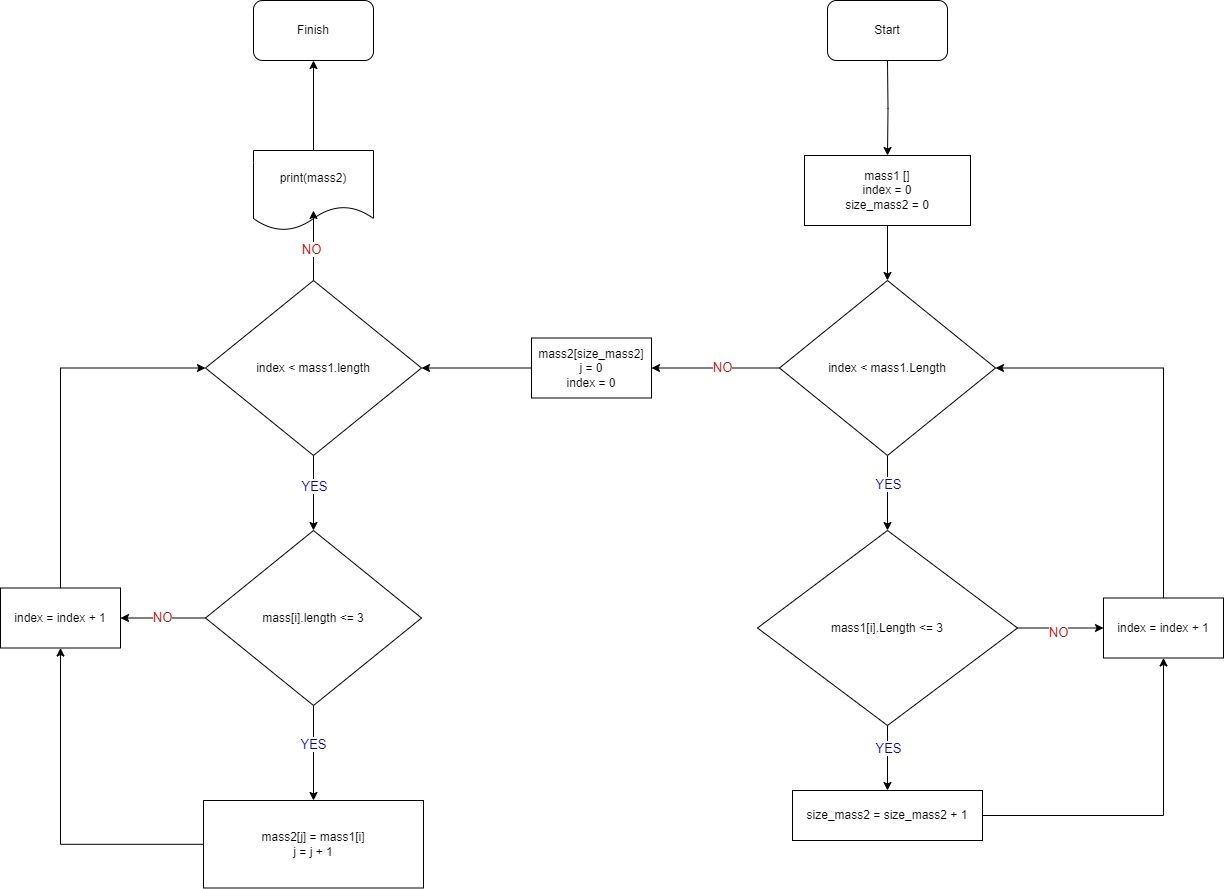 Finish
Start
print(mass2)
mass1 []
index = 0
size_mass2 = 0
NO
index < mass1.length
mass2[size_mass2]
j = 0
index = 0
NO
index < mass1.Length
YES
YES
index = index + 1
NO
mass[i].length <= 3
mass1[i].Length <= 3
NO
index = index + 1
YES
YES
mass2[j] = mass1[i]
j = j + 1
size_mass2 = size_mass2 + 1